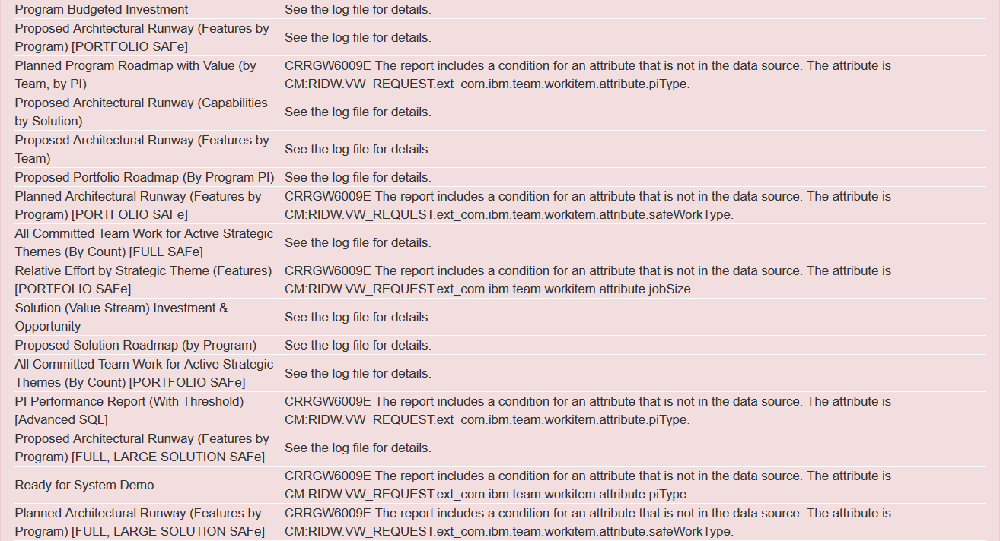 Program Budgeted Investment See the log file for details.
Proposed Architectural Runway (Features by
Program) [PORTFOLIO SAFe]
See the log file for details.
Planned Program Roadmap with Value (by
Team, by PI)
CRRGW6009E The report includes a condition for an attribute that is not in the data source. The attribute is
CM:RIDW.VW_REQUEST.ext_com.ibm.team.workitem.attribute.piType.
Proposed Architectural Runway (Capabilities
by Solution)
See the log file for details.
Proposed Architectural Runway (Features by
Team)
See the log file for details.
Proposed Portfolio Roadmap (By Program PI) See the log file for details.
Planned Architectural Runway (Features by
Program) [PORTFOLIO SAFe]
CRRGW6009E The report includes a condition for an attribute that is not in the data source. The attribute is
CM:RIDW.VW_REQUEST.ext_com.ibm.team.workitem.attribute.safeWorkType.
All Committed Team Work for Active Strategic
Themes (By Count) [FULL SAFe]
See the log file for details.
Relative Effort by Strategic Theme (Features)
[PORTFOLIO SAFe]
CRRGW6009E The report includes a condition for an attribute that is not in the data source. The attribute is
CM:RIDW.VW_REQUEST.ext_com.ibm.team.workitem.attribute.jobSize.
Solution (Value Stream) Investment &
Opportunity
See the log file for details.
Proposed Solution Roadmap (by Program) See the log file for details.
All Committed Team Work for Active Strategic
Themes (By Count) [PORTFOLIO SAFe]
See the log file for details.
PI Performance Report (With Threshold)
[Advanced SQL]
CRRGW6009E The report includes a condition for an attribute that is not in the data source. The attribute is
CM:RIDW.VW_REQUEST.ext_com.ibm.team.workitem.attribute.piType.
Proposed Architectural Runway (Features by
Program) [FULL, LARGE SOLUTION SAFe]
See the log file for details.
Ready for System Demo
CRRGW6009E The report includes a condition for an attribute that is not in the data source. The attribute is
CM:RIDW.VW_REQUEST.ext_com.ibm.team.workitem.attribute.piType.
Planned Architectural Runway (Features by
Program) [FULL, LARGE SOLUTION SAFe]
CRRGW6009E The report includes a condition for an attribute that is not in the data source. The attribute is
CM:RIDW.VW_REQUEST.ext_com.ibm.team.workitem.attribute.safeWorkType.